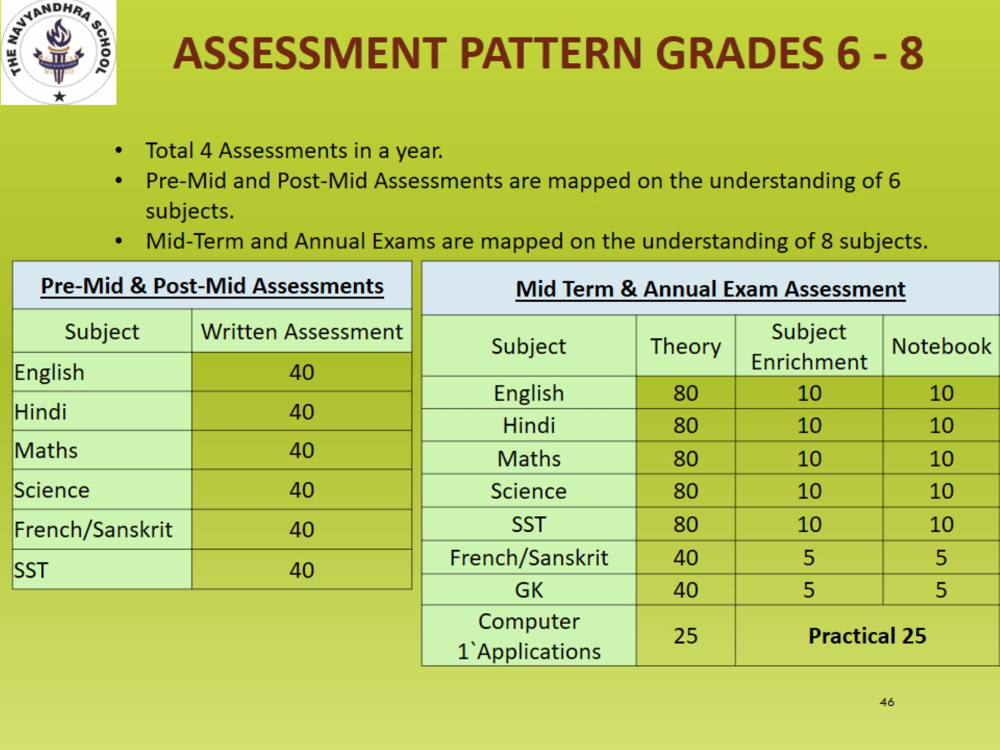 THE NAVYANDHRA SCHOOL
ASSESSMENT PATTERN GRADES 6 - 8
• Total 4 Assessments in a year.
• Pre-Mid and Post-Mid Assessments are mapped on the understanding of 6
subjects.
• Mid-Term and Annual Exams are mapped on the understanding of 8 subjects.
Pre-Mid & Post-Mid Assessments
Subject Written Assessment
English 40
Hindi 40
Maths 40
Science 40
French/Sanskrit 40
SST 40
Mid Term & Annual Exam Assessment
Subject Theory Subject Enrichment Notebook
English 80 10 10
Hindi 80 10 10
Maths 80 10 10
Science 80 10 10
SST 80 10 10
French/Sanskrit 40 5 5
GK 40 5 5
Computer
1`Applications 25 Practical 25
46